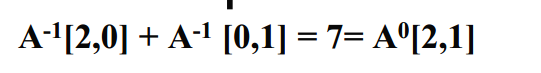 A⁻¹[2,0] + A⁻¹ [0,1] = 7= A⁰[2,1]